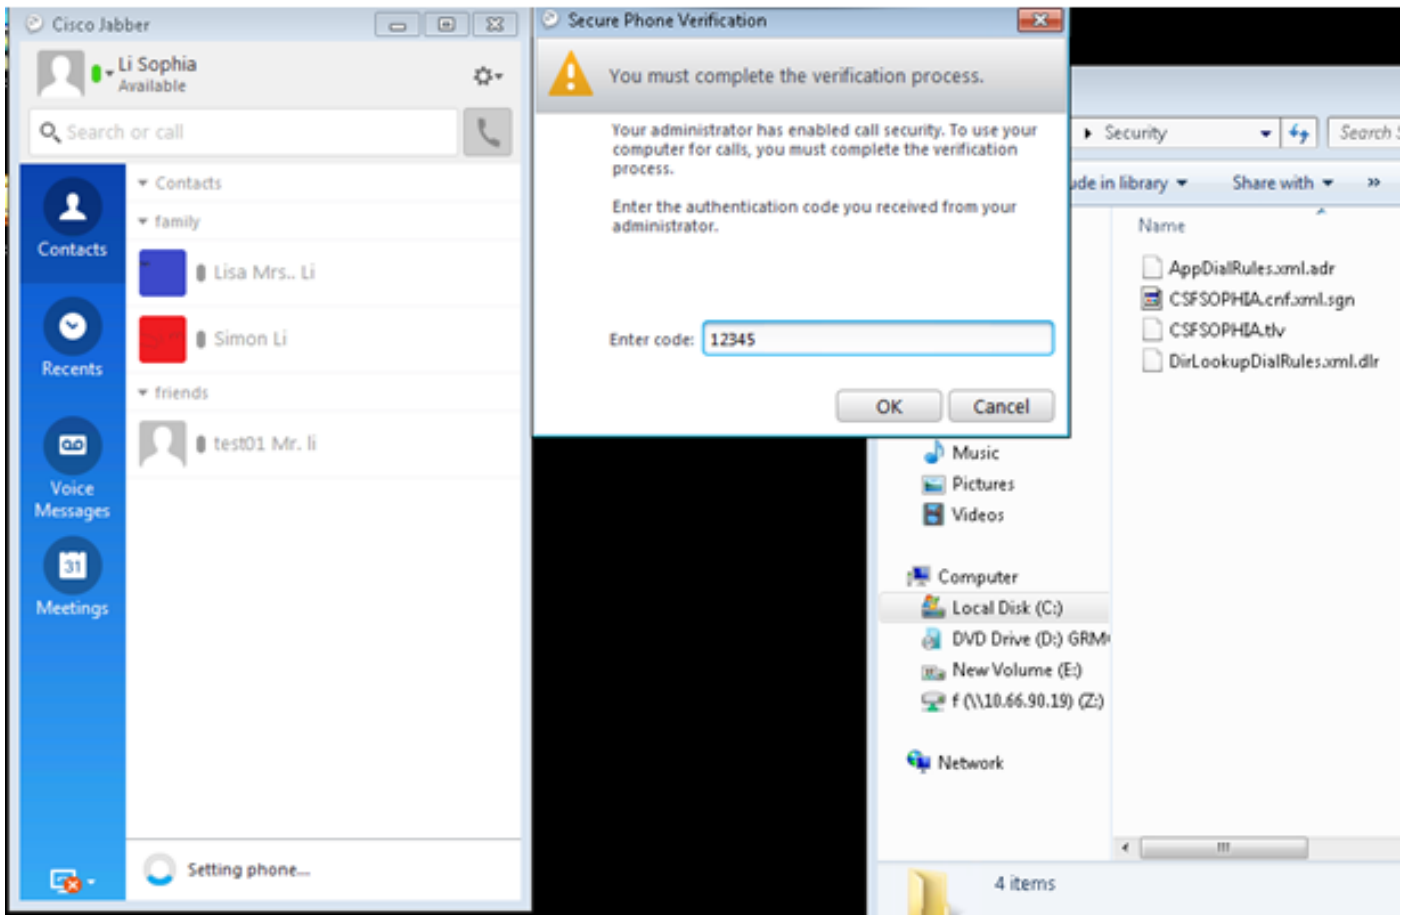 Cisco Jabber
Li Sophia
Available
Search or call
Contacts
Recents
Voice
Messages
31
Meetings
Contacts
family
Lisa Mrs.. Li
Simon Li
friends
test01 Mr. li
Setting phone...
Secure Phone Verification
You must complete the verification process.
Your administrator has enabled call security. To use your
computer for calls, you must complete the verification
process.
Enter the authentication code you received from your
administrator.
Enter code: 12345
OK Cancel
Security
Search
ude in library Share with »
Name
AppDialRules.xml.adr
CSFSOPHIA.cnf.xml.sgn
CSFSOPHIA.tlv
DirLookupDialRules.xml.dlr
Music
Pictures
Videos
Computer
Local Disk (C:)
DVD Drive (D:) GRM
New Volume (E:)
f (\\10.66.90.19) (Z:)
Network
4 items